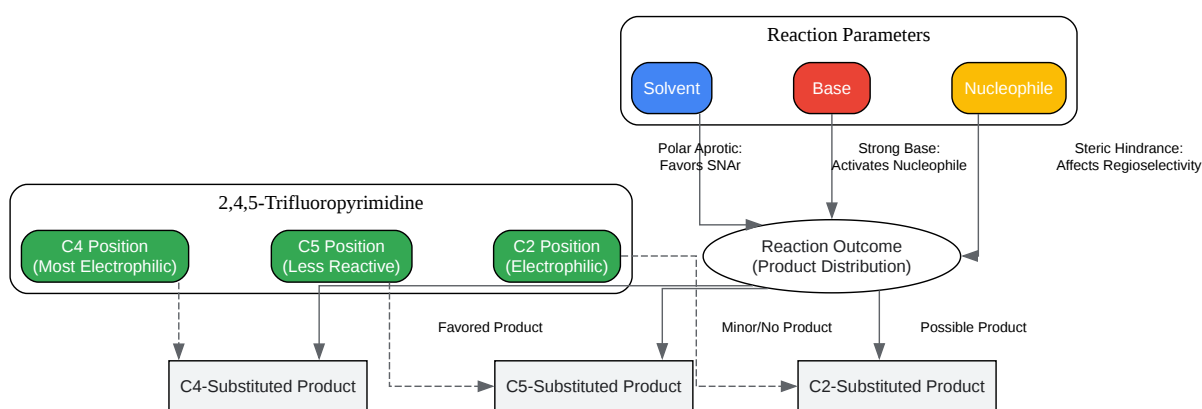 Reaction Parameters
Solvent
Base
Nucleophile
Polar Aprotic:
Favors SNAr
Strong Base:
Activates Nucleophile
Steric Hindrance:
Affects Regioselectivity
2,4,5-Trifluoropyrimidine
C4 Position
(Most Electrophilic)
C5 Position
(Less Reactive)
C2 Position
(Electrophilic)
Reaction Outcome
(Product Distribution)
Favored Product
Minor/No Product
Possible Product
C4-Substituted Product
C5-Substituted Product
C2-Substituted Product